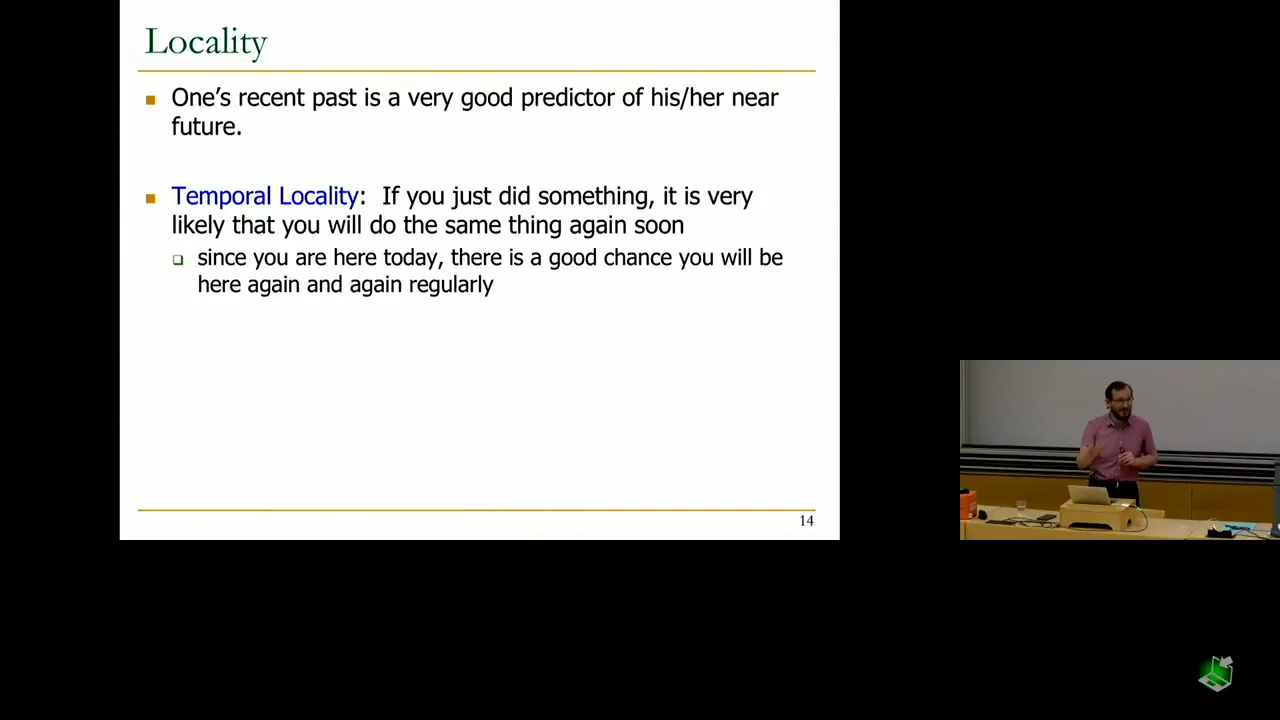 Locality
One's recent past is a very good predictor of his/her near
future.
Temporal Locality: If you just did something, it is very
likely that you will do the same thing again soon
since you are here today, there is a good chance you will be
here again and again regularly
14